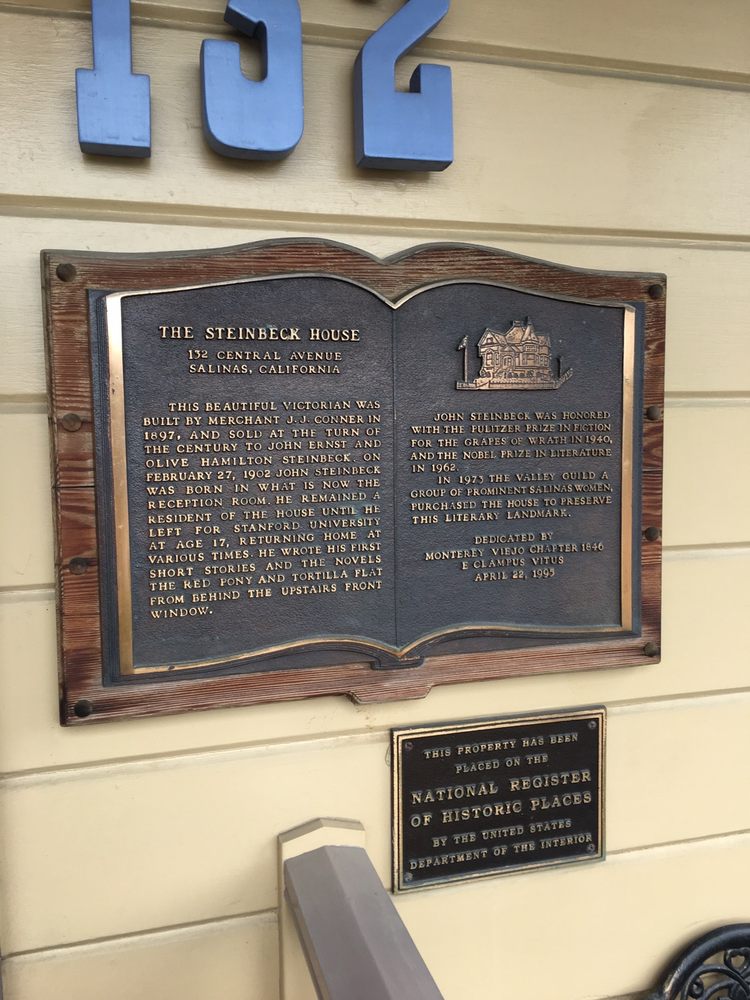 132
THE STEINBECK HOUSE
132 CENTRAL AVENUE
SALINAS, CALIFORNIA
THIS BEAUTIFUL VICTORIAN WAS
BUILT BY MERCHANT J. J. CONNER IN
1897, AND SOLD AT THE TURN OF
THE CENTURY TO JOHN ERNST AND
OLIVE HAMILTON STEINBECK. ON
FEBRUARY 27, 1902 JOHN STEINBECK
WAS BORN IN WHAT IS NOW THE
RECEPTION ROOM. HE REMAINED A
RESIDENT OF THE HOUSE UNTIL HE
LEFT FOR STANFORD UNIVERSITY
AT AGE 17, RETURNING HOME AT
VARIOUS TIMES. HE WROTE HIS FIRST
SHORT STORIES AND THE NOVELS
THE RED PONY AND TORTILLA FLAT
FROM BEHIND THE UPSTAIRS FRONT
WINDOW.
JOHN STEINBECK WAS HONORED
WITH THE PULITZER PRIZE IN FICTION
FOR THE GRAPES OF WRATH IN 1940,
AND THE NOBEL PRIZE IN LITERATURE
IN 1962.
IN 1973 THE VALLEY GUILD A
GROUP OF PROMINENT SALINAS WOMEN,
PURCHASED THE HOUSE TO PRESERVE
THIS LITERARY LANDMARK.
DEDICATED BY
MONTEREY VIEJO CHAPTER 1846
E CLAMPUS VITUS
APRIL 22, 1995
THIS PROPERTY HAS BEEN
PLACED ON THE
NATIONAL REGISTER
OF HISTORIC PLACES
BY THE UNITED STATES
DEPARTMENT OF THE INTERIOR